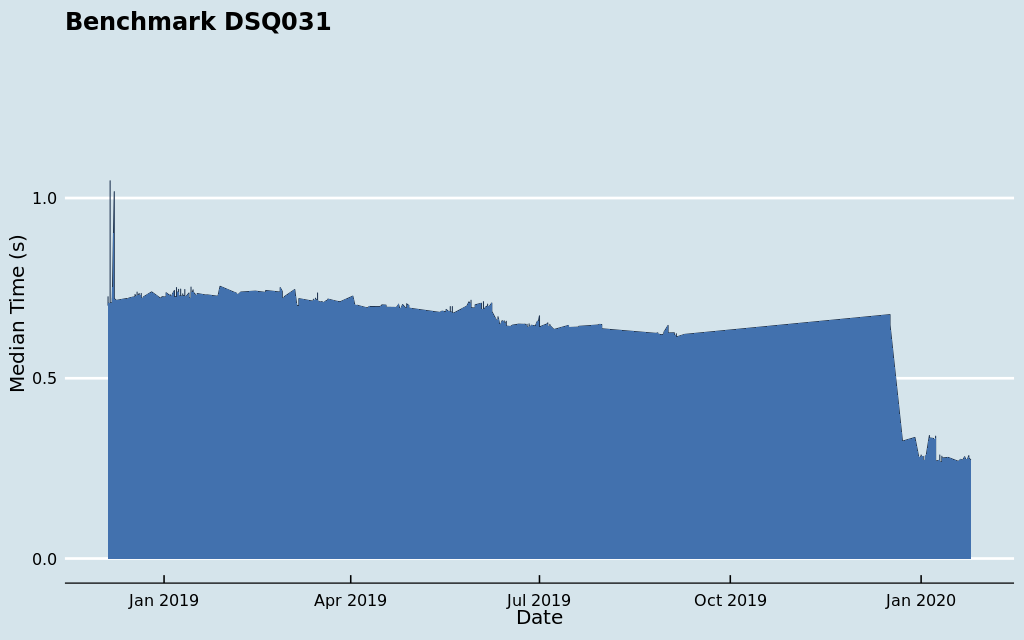 Benchmark DSQ031
Median Time (s)
1.0
0.5
0.0
Jan 2019
Apr 2019
Jul 2019
Oct 2019
Jan 2020
Date